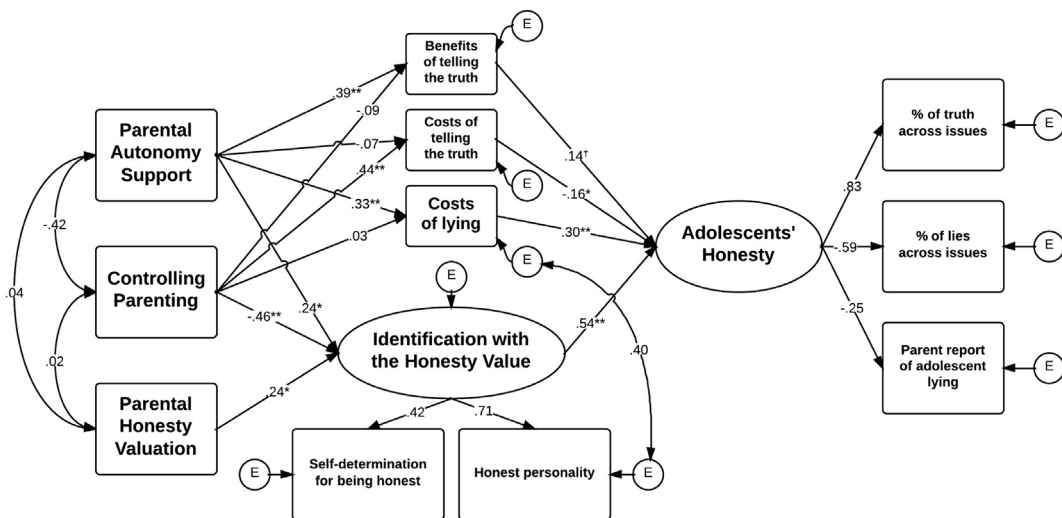 E
Benefits
of telling
the truth
.39**
-.09
Parental
Autonomy
Support
Costs of
telling
the truth
-.07
.44**
E
.14†
% of truth
across issues
E
.33**
Costs
of lying
-.16*
.83
-.42
.03
.30**
Adolescents'
Honesty
-.59
% of lies
across issues
E
E
E
Controlling
Parenting
.04
.24*
-.46**
Identification with
the Honesty Value
.54**
.40
-.25
Parent report
of adolescent
lying
E
.02
.24*
Parental
Honesty
Valuation
.42
.71
E
Self-determination
for being honest
Honest personality
E